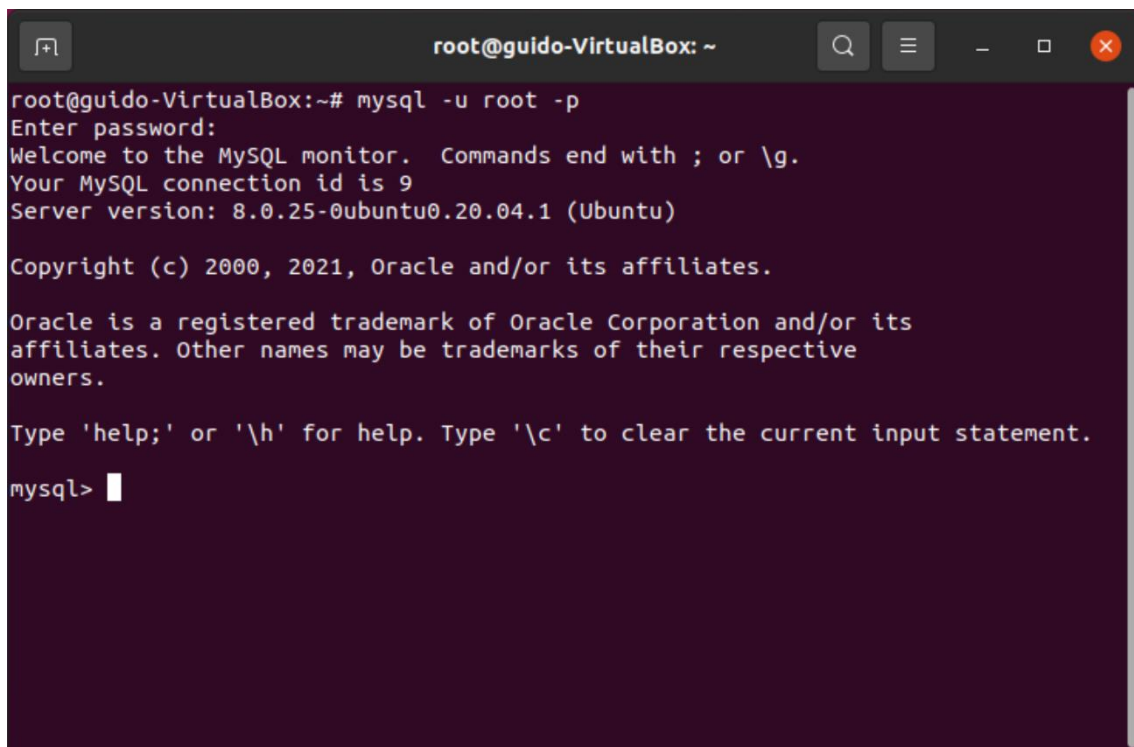 root@guido-VirtualBox: ~
root@guido-VirtualBox:~# mysql -u root -p
Enter password:
Welcome to the MySQL monitor.  Commands end with ; or \g.
Your MySQL connection id is 9
Server version: 8.0.25-0ubuntu0.20.04.1 (Ubuntu)
Copyright (c) 2000, 2021, Oracle and/or its affiliates.
Oracle is a registered trademark of Oracle Corporation and/or its
affiliates. Other names may be trademarks of their respective
owners.
Type 'help;' or '\h' for help. Type '\c' to clear the current input statement.
mysql>